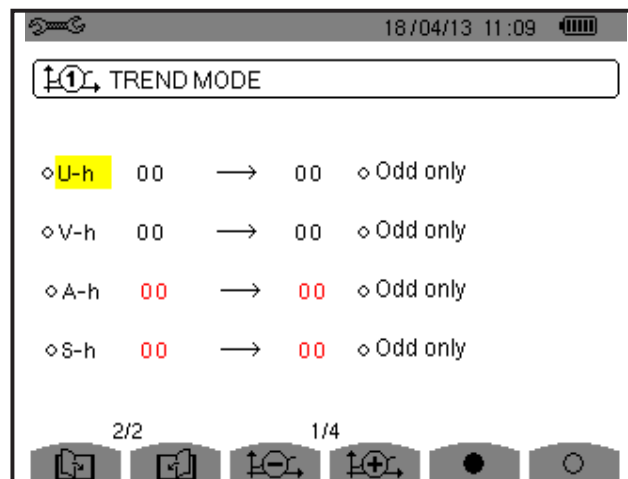 18/04/13 11:09
1 TREND MODE
U-h 00 → 00 Odd only
V-h 00 → 00 Odd only
A-h 00 → 00 Odd only
S-h 00 → 00 Odd only
2/2 1/4